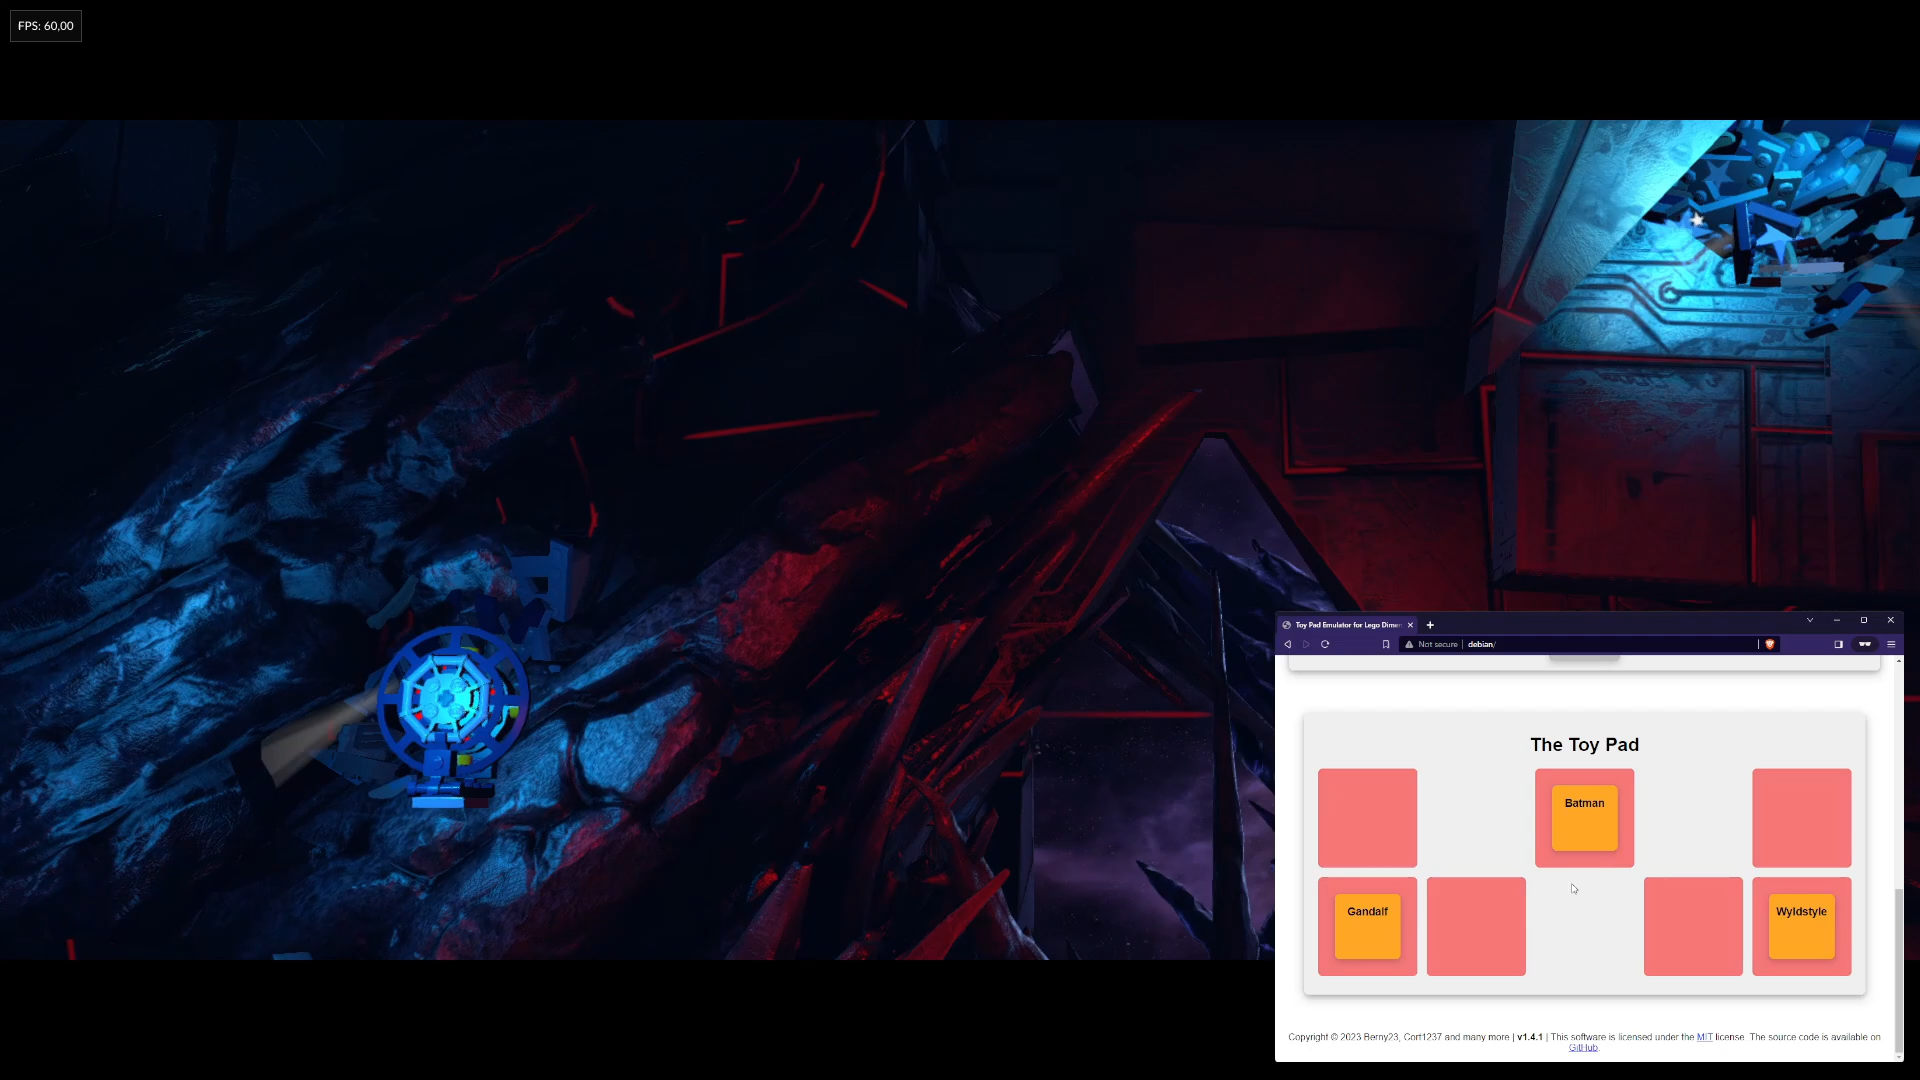 FPS: 60,00
Toy Pad Emulator for Lego Dimen
Not secure
debian/
The Toy Pad
Batman
Gandalf
Wyldstyle
Copyright © 2023 Berny23, Cort1237 and many more | v1.4.1 | This software is licensed under the MIT license. The source code is available on
GitHub.